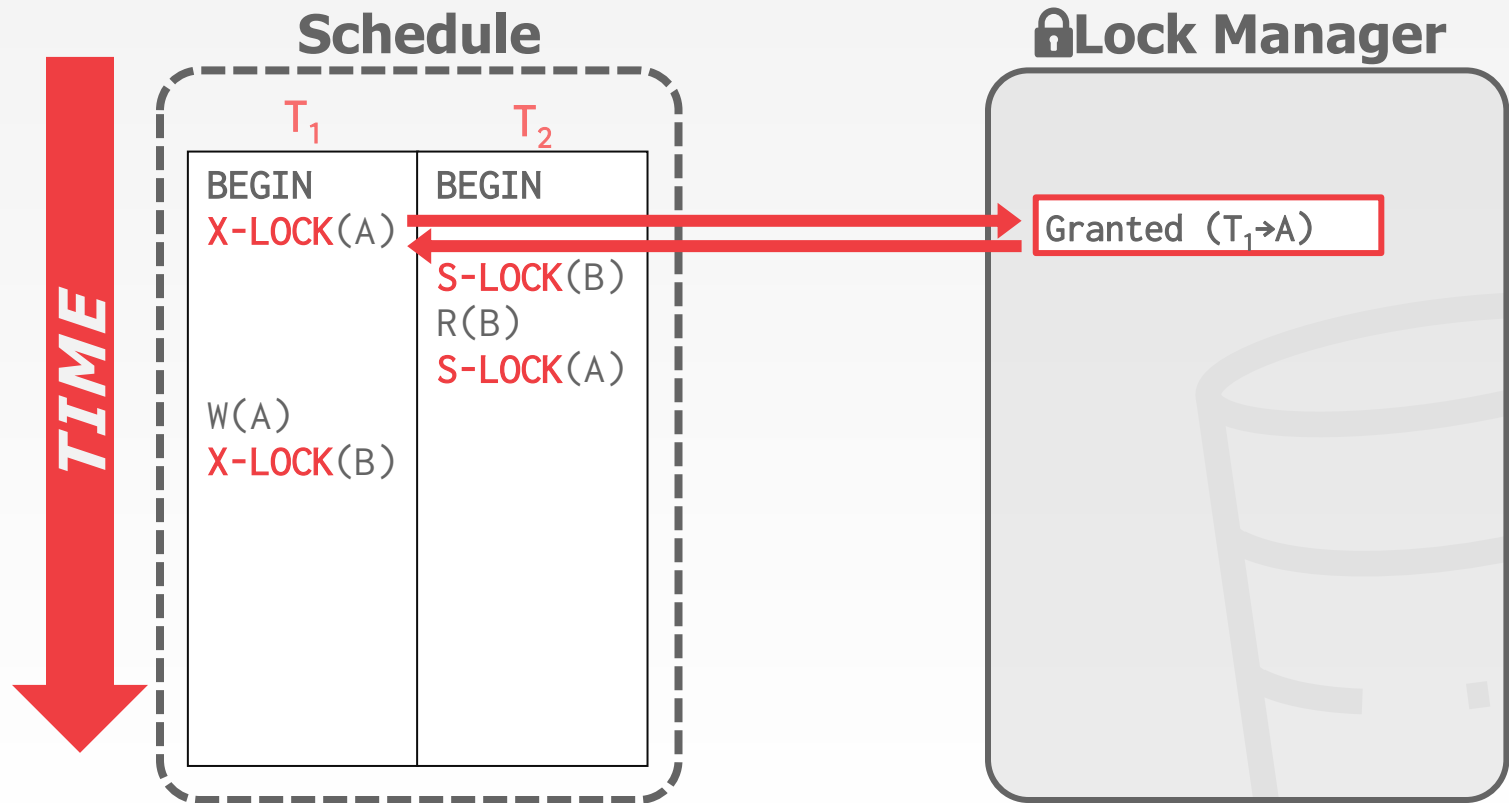 Schedule
Lock Manager
TIME
T1 T2
BEGIN BEGIN
X-LOCK(A)
Granted (T1→A)
S-LOCK(B)
R(B)
S-LOCK(A)
W(A)
X-LOCK(B)